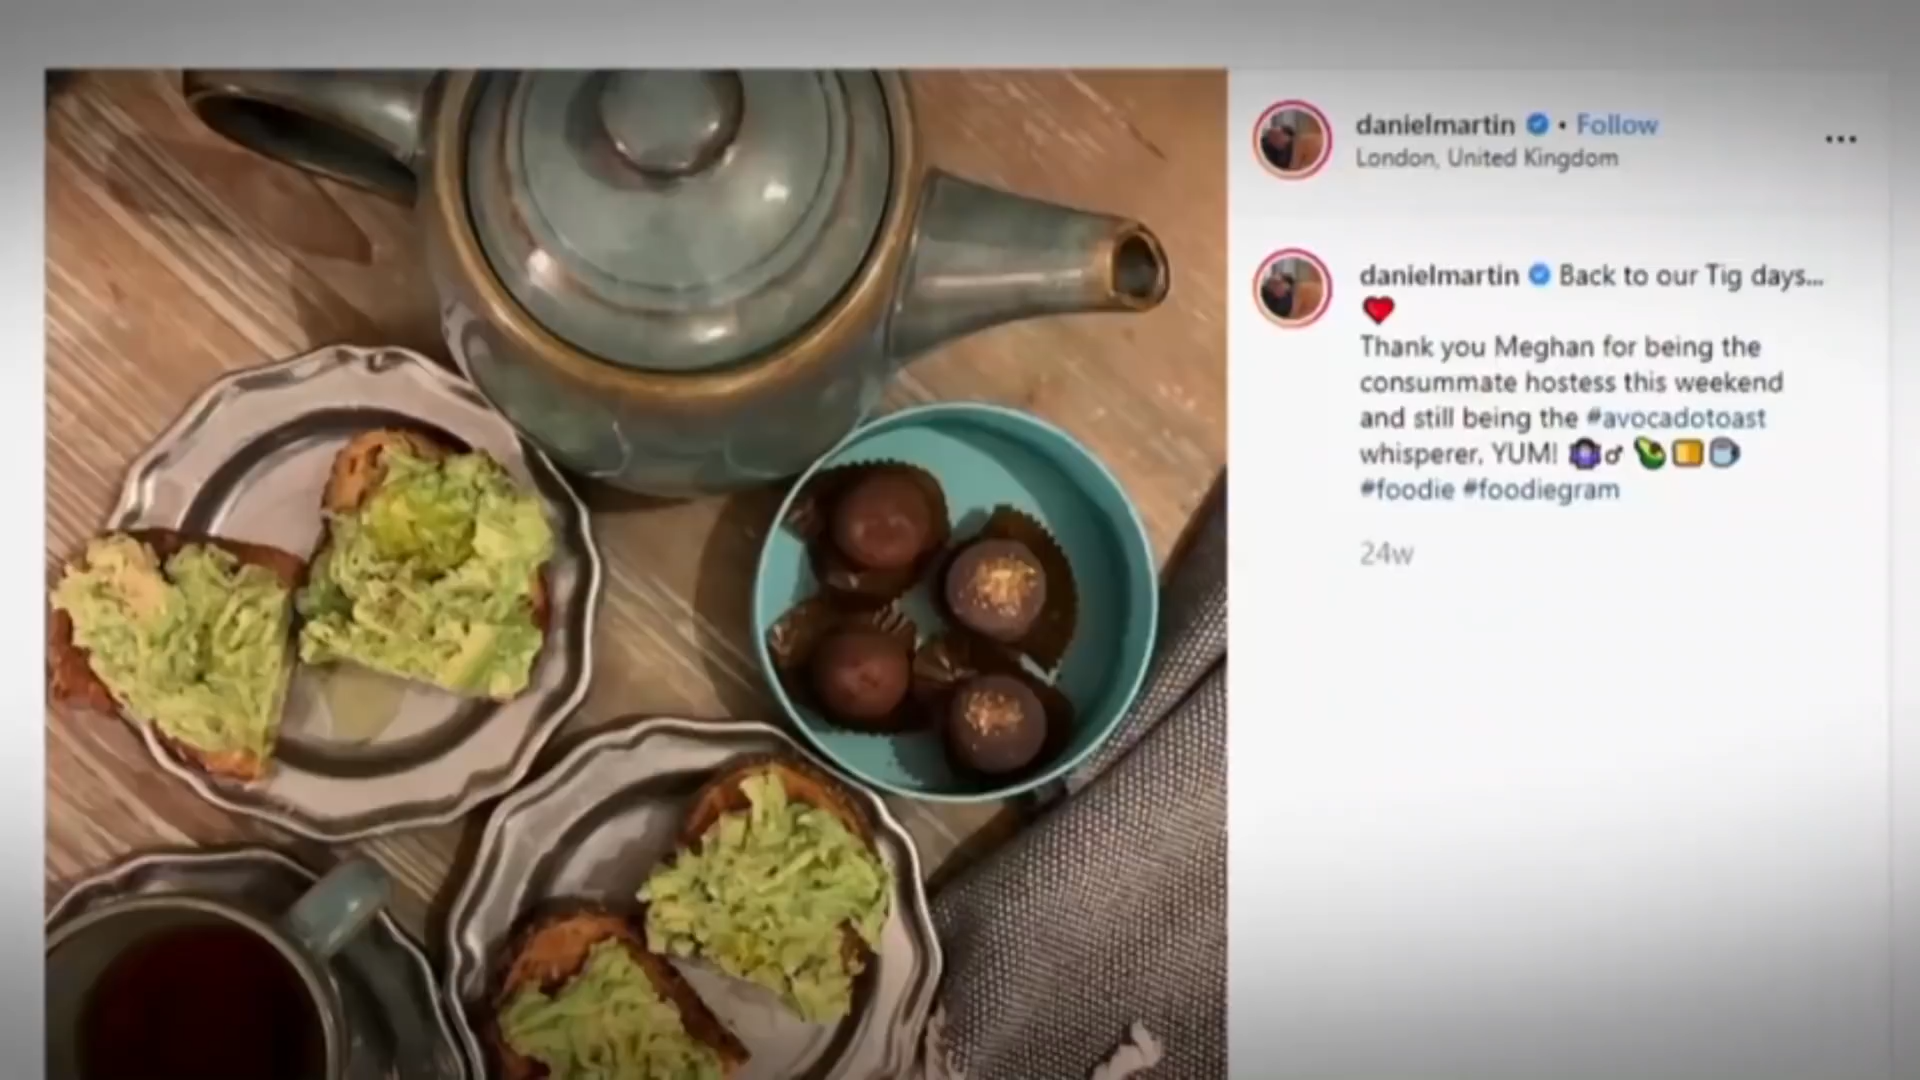 danielmartin • Follow
London, United Kingdom
danielmartin Back to our Tig days...
❤️
Thank you Meghan for being the
consummate hostess this weekend
and still being the #avocadotoast
whisperer, YUM! 🤷🏻‍♂ 🥑🍞☕
#foodie #foodiegram
24w